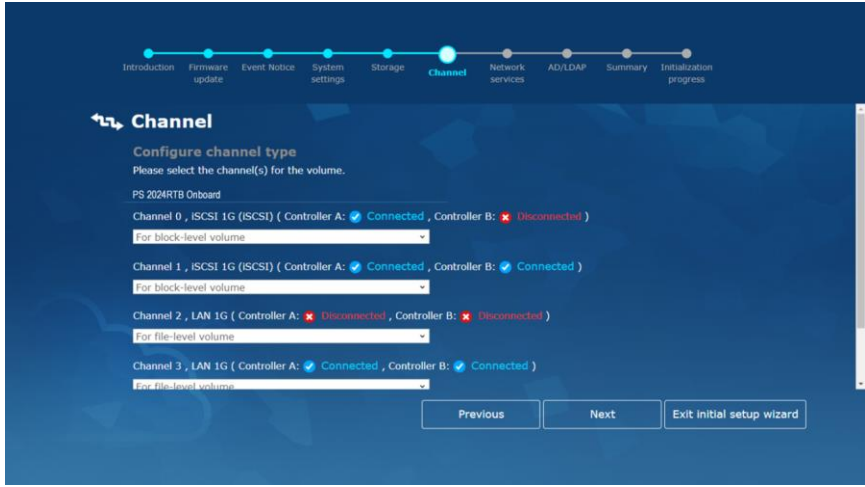 Introduction
Firmware update
Event Notice
System settings
Storage
Channel
Network services
AD/LDAP
Summary
Initialization progress
Channel
Configure channel type
Please select the channel(s) for the volume.
PS 2024RTB Onboard
Channel 0 , iSCSI 1G (iSCSI) ( Controller A: Connected , Controller B: Disconnected )
For block-level volume
Channel 1 , iSCSI 1G (iSCSI) ( Controller A: Connected , Controller B: Connected )
For block-level volume
Channel 2 , LAN 1G ( Controller A: Disconnected , Controller B: Disconnected )
For file-level volume
Channel 3 , LAN 1G ( Controller A: Connected , Controller B: Connected )
For file-level volume
Previous
Next
Exit initial setup wizard